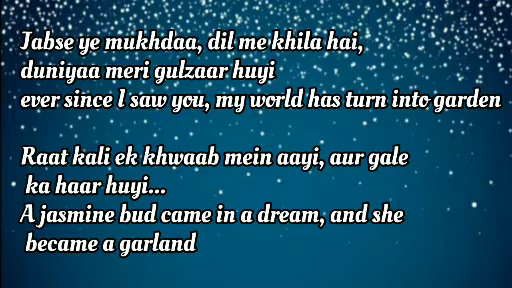 Jabse ye mukhdaa, dil me khila hai,
duniyaa meri gulzaar huyi
ever since I saw you, my world has turn into garden
Raat kali ek khwaab mein aayi, aur gale
ka haar huyi...
A jasmine bud came in a dream, and she
became a garland